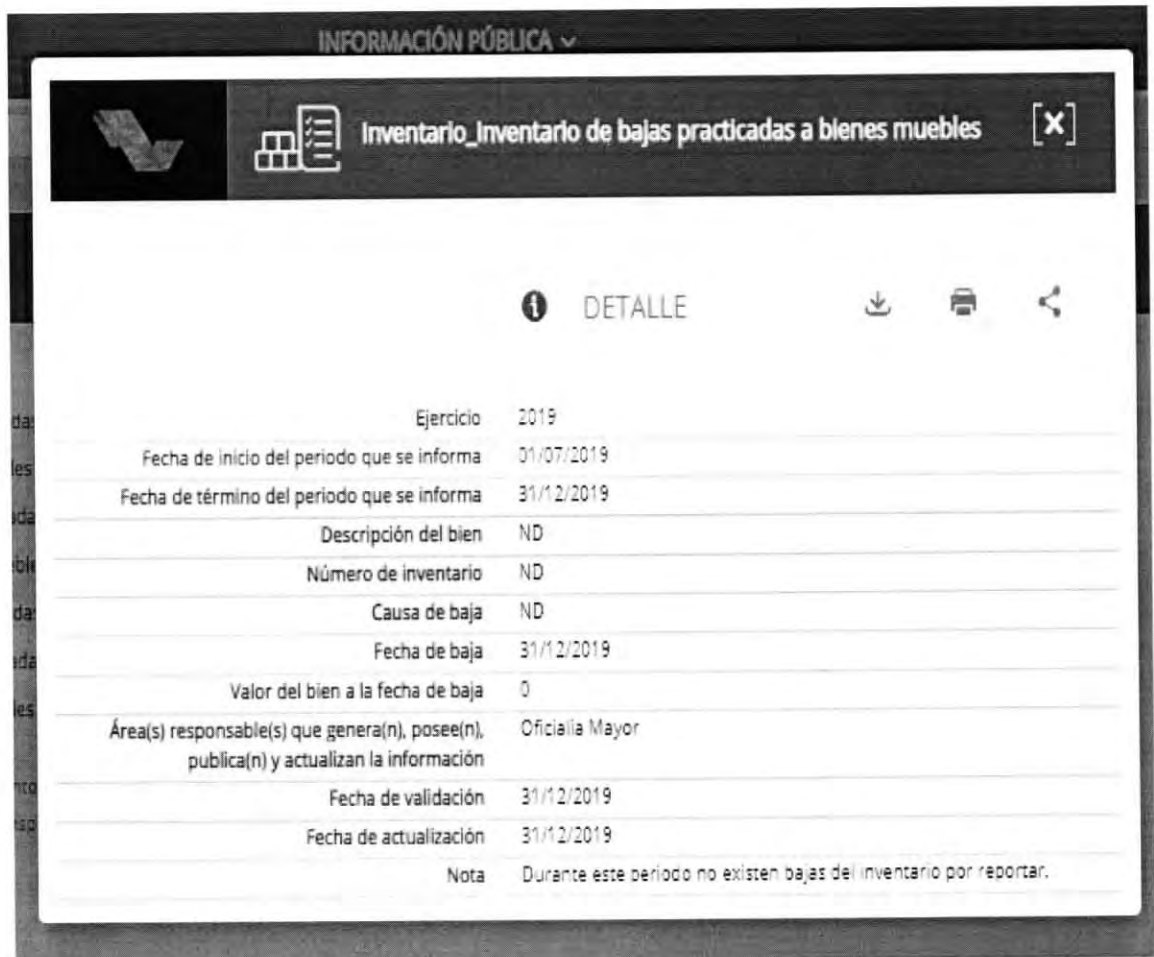 INFORMACIÓN PÚBLICA
Inventario_Inventario de bajas practicadas a bienes muebles
[x]
DETALLE
Ejercicio 2019
Fecha de inicio del periodo que se informa 01/07/2019
Fecha de término del periodo que se informa 31/12/2019
Descripción del bien ND
Número de inventario ND
Causa de baja ND
Fecha de baja 31/12/2019
Valor del bien a la fecha de baja 0
Área(s) responsable(s) que genera(n), posee(n), Oficialía Mayor
publica(n) y actualizan la información
Fecha de validación 31/12/2019
Fecha de actualización 31/12/2019
Nota Durante este periodo no existen bajas del inventario por reportar.